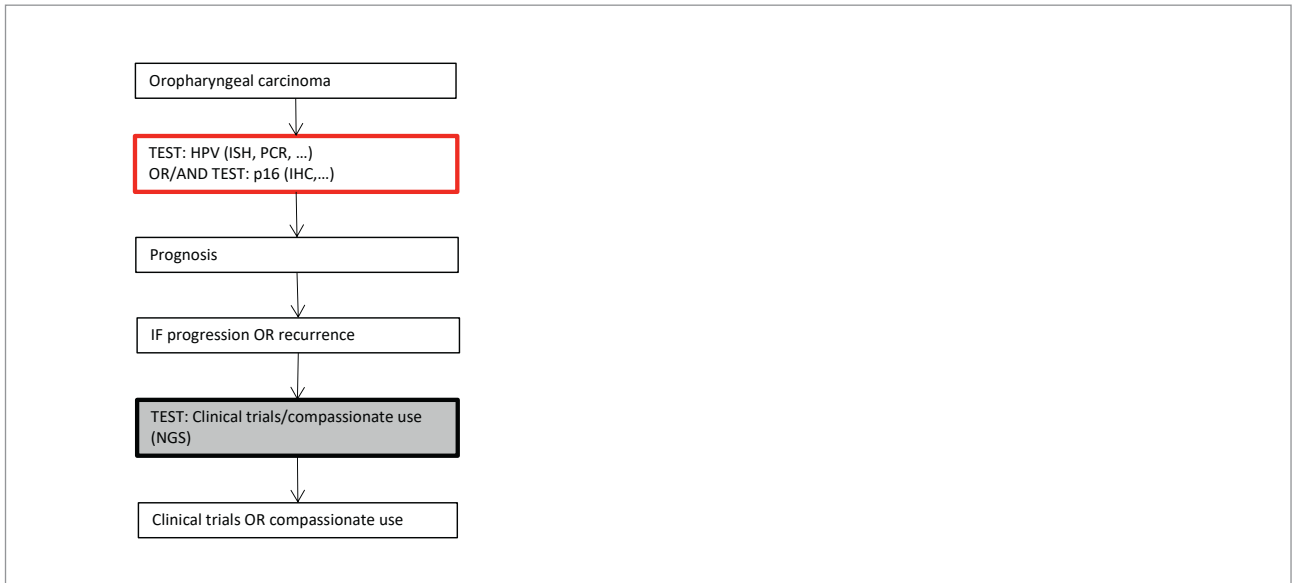 Oropharyngeal carcinoma
TEST: HPV (ISH, PCR, ...)
OR/AND TEST: p16 (IHC,...)
Prognosis
IF progression OR recurrence
TEST: Clinical trials/compassionate use
(NGS)
Clinical trials OR compassionate use